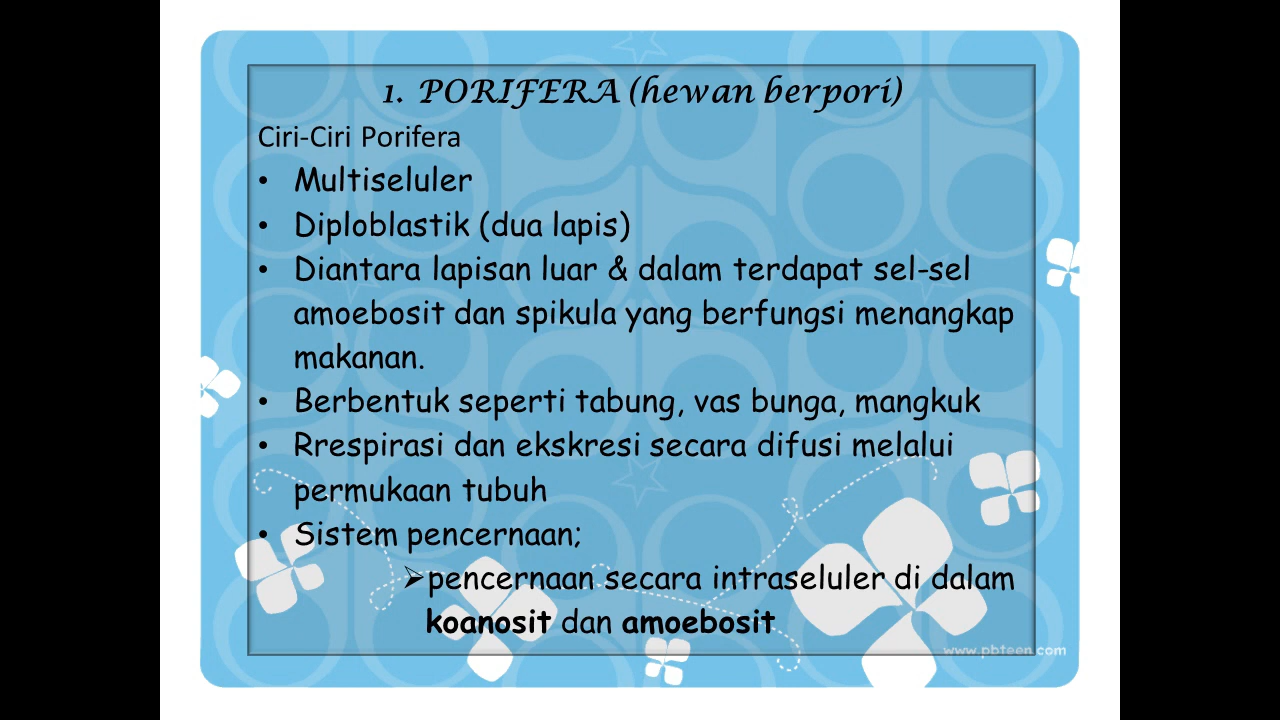 1. PORIFERA (hewan berpori)
Ciri-Ciri Porifera
• Multiseluler
• Diploblastik (dua lapis)
• Diantara lapisan luar & dalam terdapat sel-sel
amoebosit dan spikula yang berfungsi menangkap
makanan.
• Berbentuk seperti tabung, vas bunga, mangkuk
• Rrespirasi dan ekskresi secara difusi melalui
permukaan tubuh
• Sistem pencernaan;
➢pencernaan secara intraseluler di dalam
koanosit dan amoebosit
www.pbteen.com